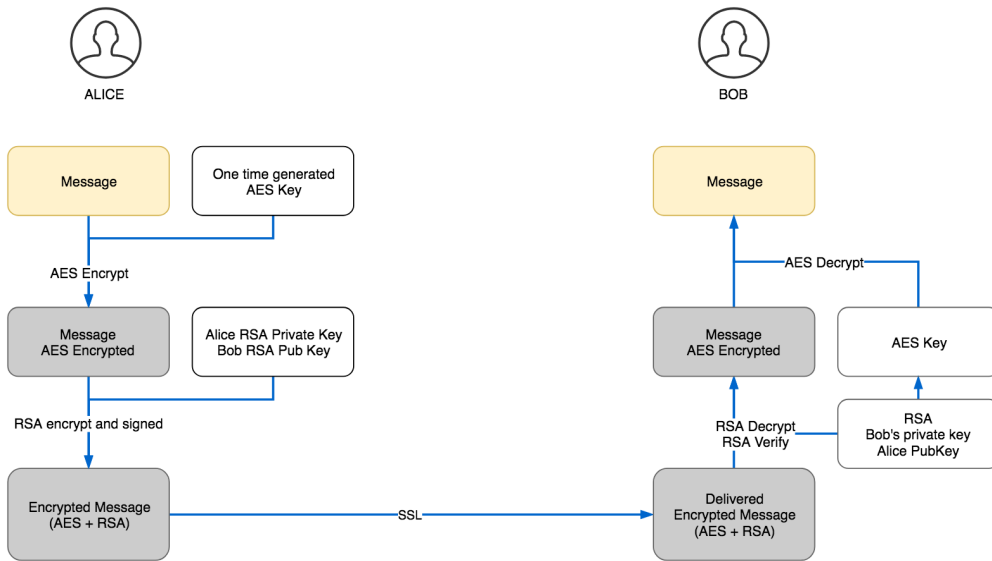 ALICE
BOB
Message
One time generated
AES Key
Message
AES Encrypt
AES Decrypt
Message
AES Encrypted
Alice RSA Private Key
Bob RSA Pub Key
Message
AES Encrypted
AES Key
RSA encrypt and signed
RSA Decrypt
RSA Verify
RSA
Bob's private key
Alice PubKey
Encrypted Message
(AES + RSA)
SSL
Delivered
Encrypted Message
(AES + RSA)